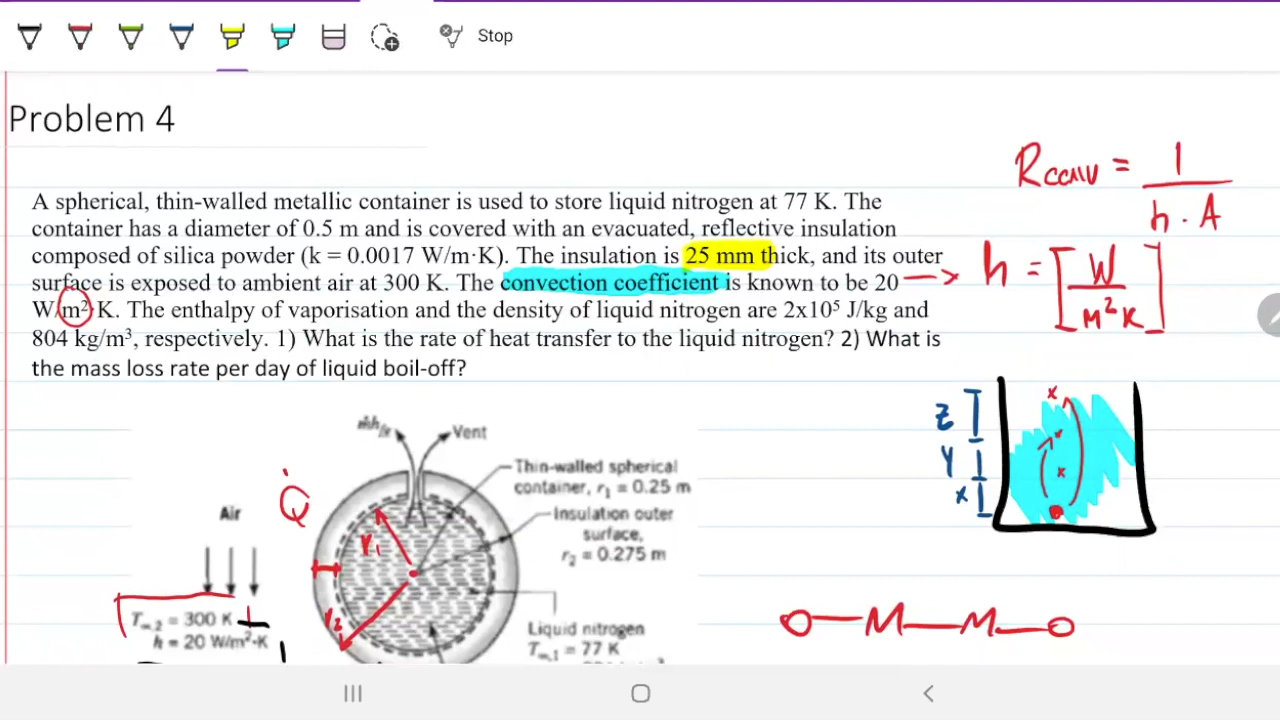 Stop
Problem 4
A spherical, thin-walled metallic container is used to store liquid nitrogen at 77 K. The
container has a diameter of 0.5 m and is covered with an evacuated, reflective insulation
composed of silica powder (k = 0.0017 W/m·K). The insulation is 25 mm thick, and its outer
surface is exposed to ambient air at 300 K. The convection coefficient is known to be 20
W/m²·K. The enthalpy of vaporisation and the density of liquid nitrogen are 2x10⁵ J/kg and
804 kg/m³, respectively. 1) What is the rate of heat transfer to the liquid nitrogen? 2) What is
the mass loss rate per day of liquid boil-off?
Rconv = 1 / h · A
h = [W / m²K]
Z
Y
X
x
x
Vent
Thin-walled spherical
container, r₁ = 0.25 m
Insulation outer
surface,
r₂ = 0.275 m
Q̇
Air
r₁
r₂
T∞,2 = 300 K
h = 20 W/m²·K
Liquid nitrogen
T∞,1 = 77 K